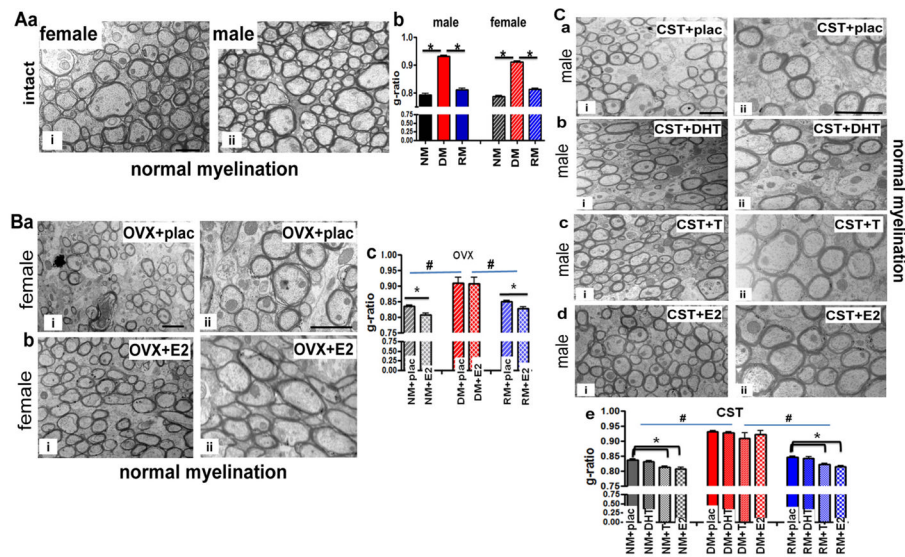 Aa
female
male
intact
i
ii
normal myelination
b
male
female
g-ratio
0.9
0.8
0.75
0.50
0.25
0.00
*
*
*
*
NM
DM
RM
NM
DM
RM
Ba
female
OVX+plac
i
OVX+plac
ii
b
female
OVX+E2
i
OVX+E2
ii
normal myelination
c
OVX
#
#
*
*
g-ratio
1.00
0.95
0.90
0.85
0.80
0.75
0.50
0.25
0.00
NM+plac
NM+E2
DM+plac
DM+E2
RM+plac
RM+E2
C
a
male
CST+plac
i
CST+plac
ii
b
male
CST+DHT
i
CST+DHT
ii
c
male
CST+T
i
CST+T
ii
d
male
CST+E2
i
CST+E2
ii
normal myelination
e
CST
#
#
*
*
g-ratio
1.00
0.95
0.90
0.85
0.80
0.75
0.50
0.25
0.00
NM+plac
NM+DHT
NM+T
NM+E2
DM+plac
DM+DHT
DM+T
DM+E2
RM+plac
RM+DHT
RM+T
RM+E2